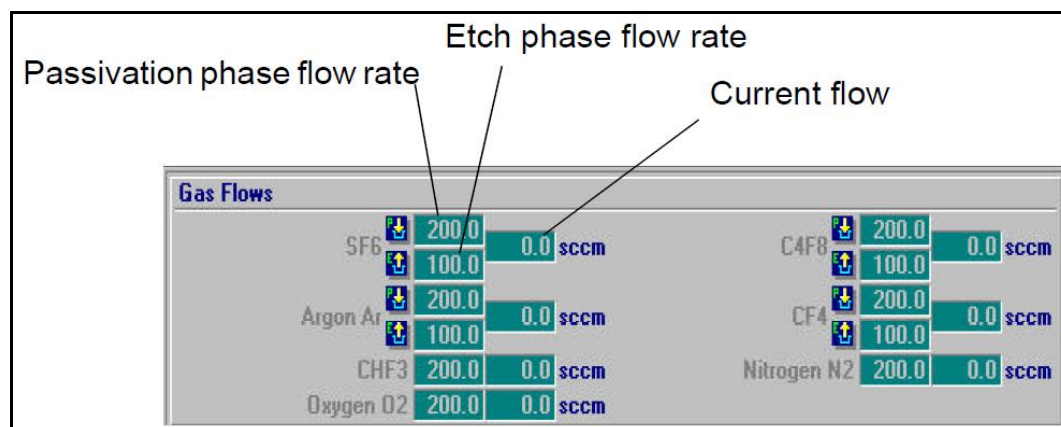 Etch phase flow rate
Passivation phase flow rate
Current flow
Gas Flows
SF6 P 200.0 0.0 sccm
E 100.0
Argon Ar P 200.0 0.0 sccm
E 100.0
CHF3 200.0 0.0 sccm
Oxygen O2 200.0 0.0 sccm
C4F8 P 200.0 0.0 sccm
E 100.0
CF4 P 200.0 0.0 sccm
E 100.0
Nitrogen N2 200.0 0.0 sccm